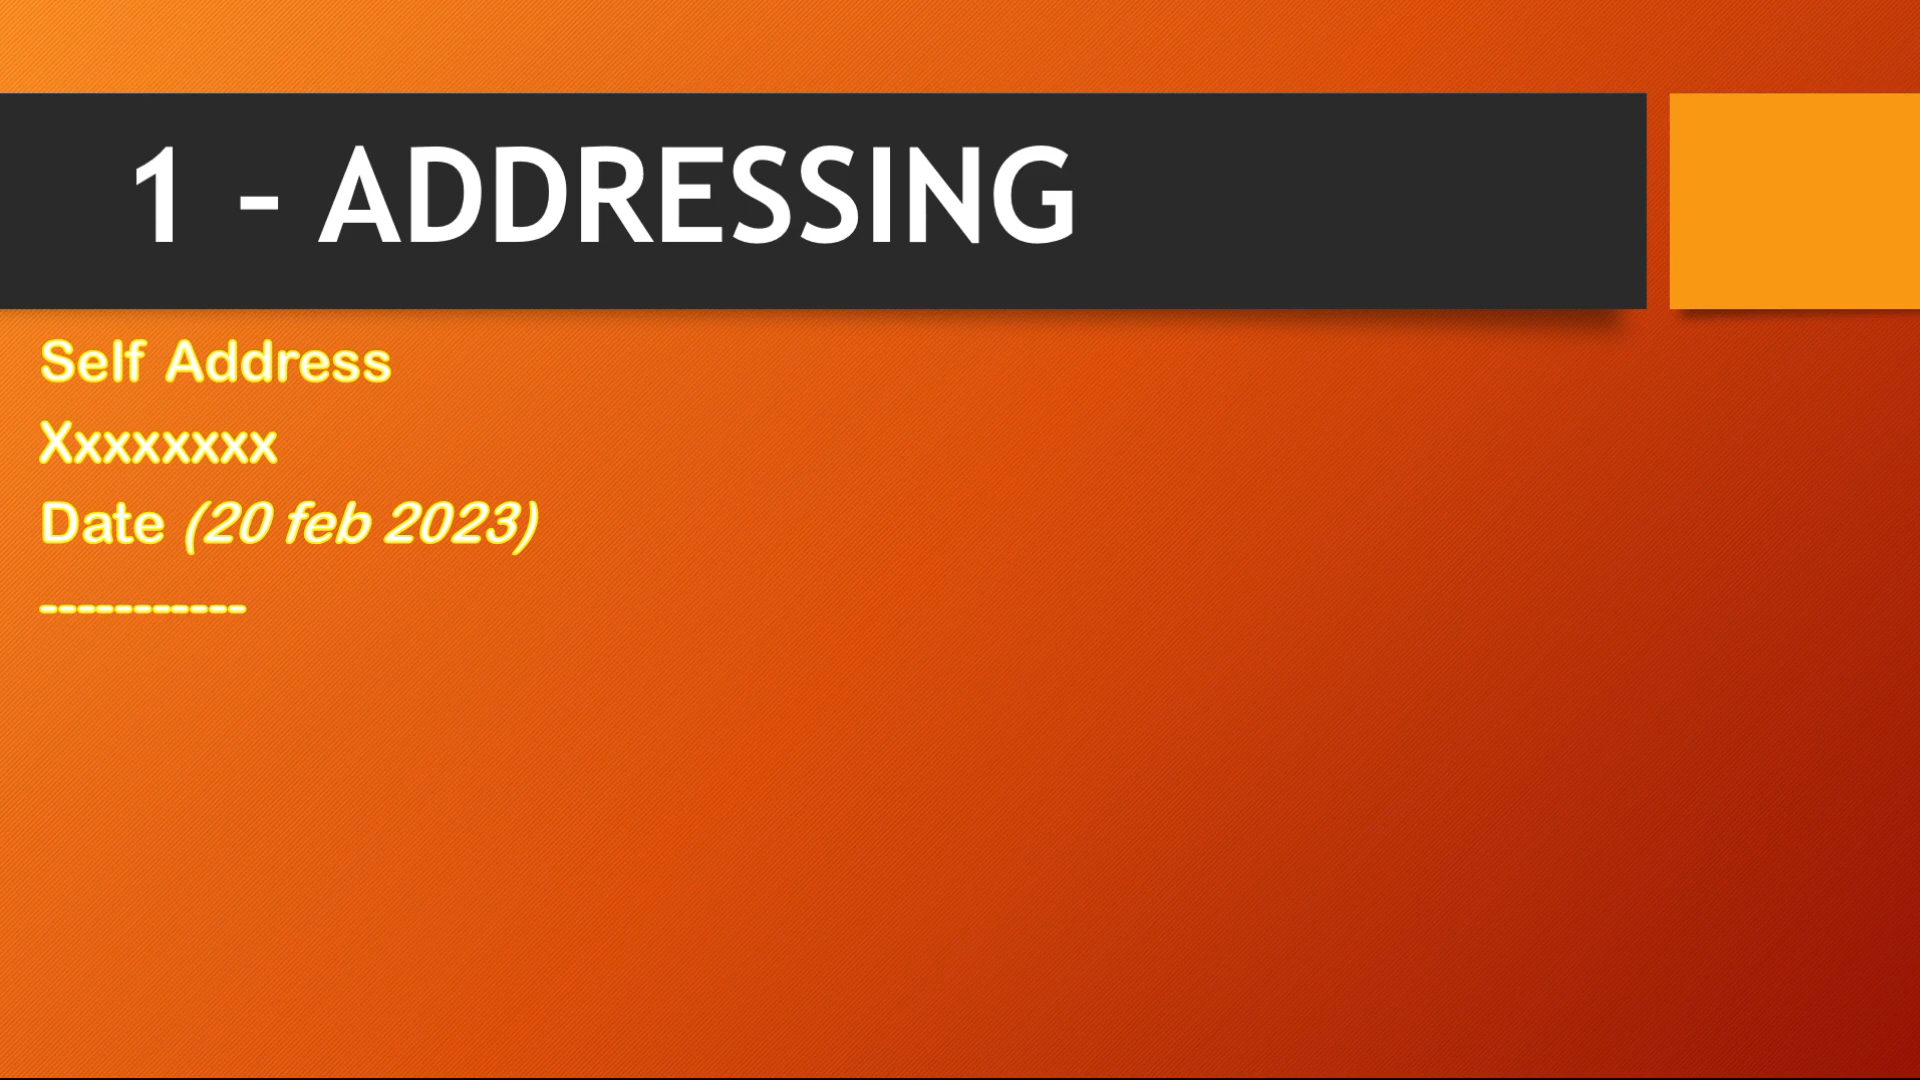 1 - ADDRESSING
Self Address
Xxxxxxxx
Date (20 feb 2023)
-----------